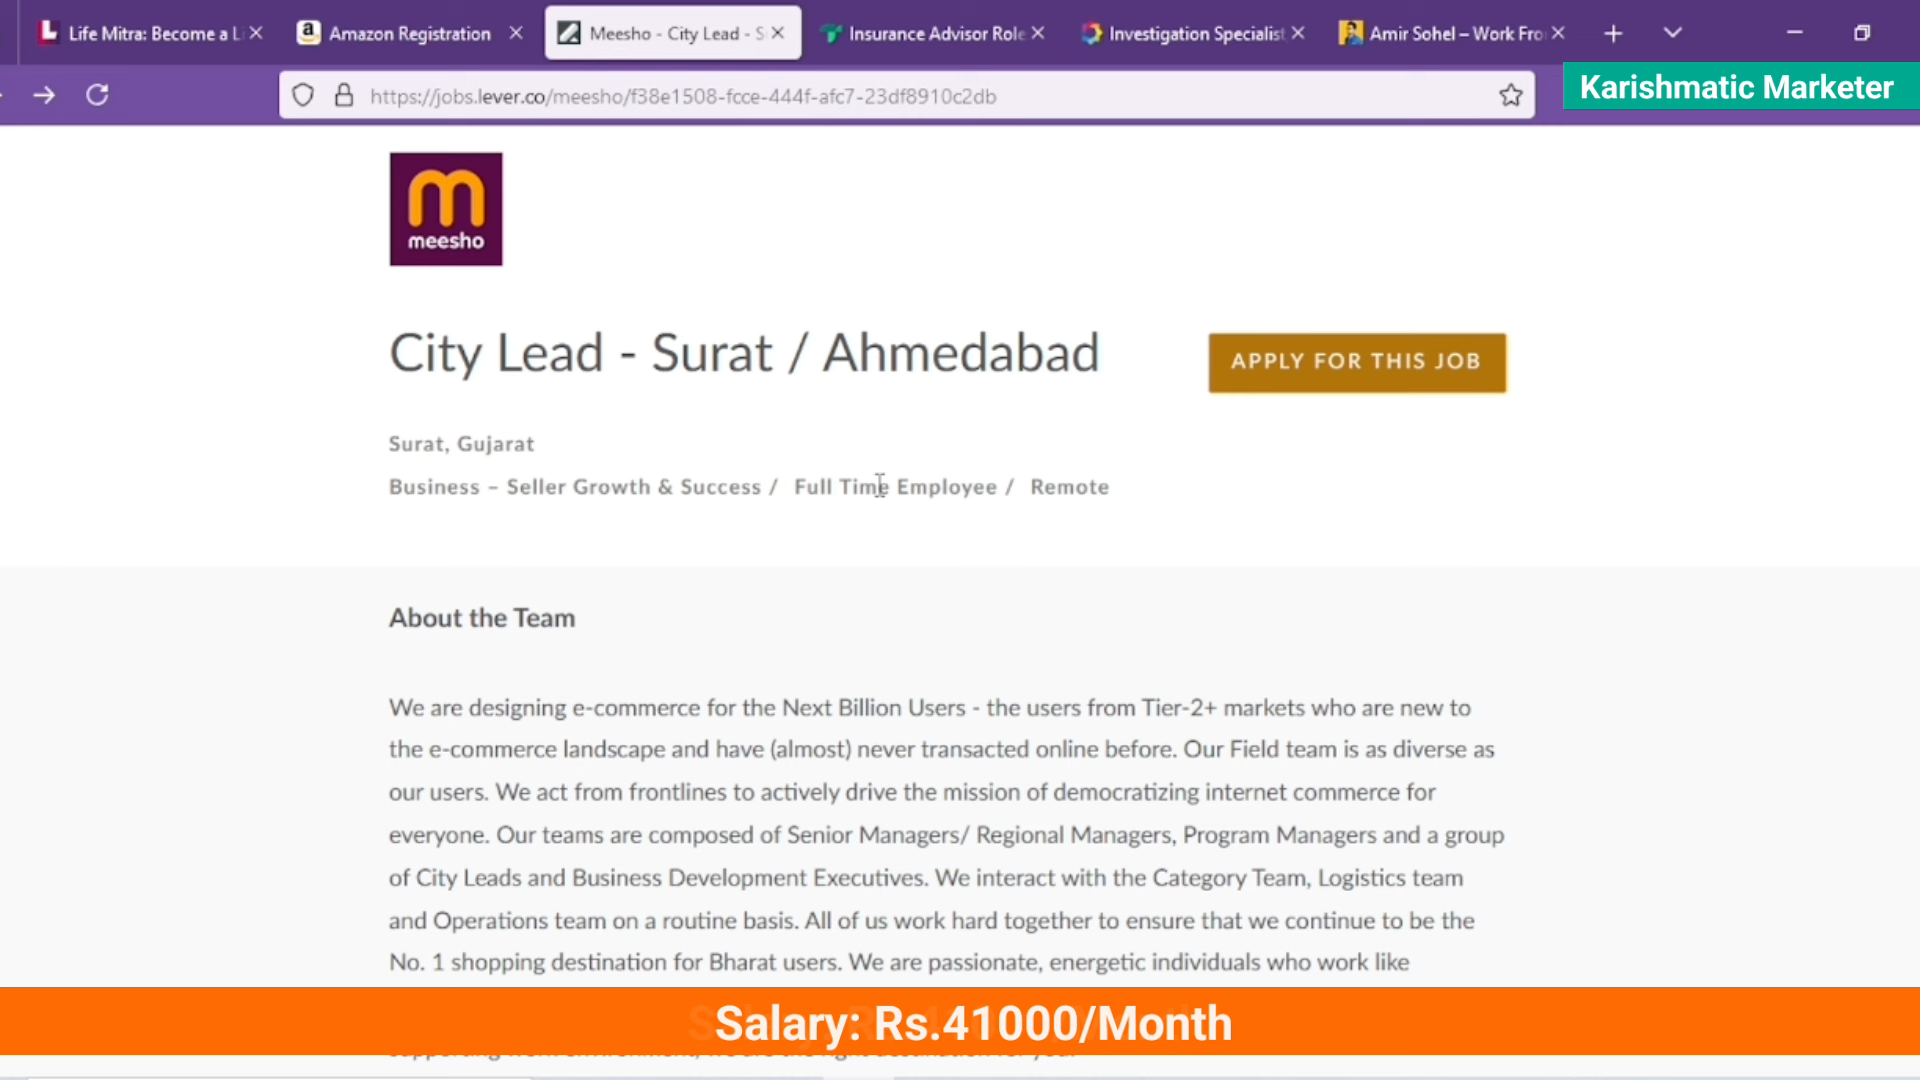 Life Mitra: Become a L
Amazon Registration
Meesho - City Lead - S
Insurance Advisor Role
Investigation Specialist
Amir Sohel – Work Fro
https://jobs.lever.co/meesho/f38e1508-fcce-444f-afc7-23df8910c2db
Karishmatic Marketer
meesho
City Lead - Surat / Ahmedabad
APPLY FOR THIS JOB
Surat, Gujarat
Business – Seller Growth & Success / Full Time Employee / Remote
About the Team
We are designing e-commerce for the Next Billion Users - the users from Tier-2+ markets who are new to
the e-commerce landscape and have (almost) never transacted online before. Our Field team is as diverse as
our users. We act from frontlines to actively drive the mission of democratizing internet commerce for
everyone. Our teams are composed of Senior Managers/ Regional Managers, Program Managers and a group
of City Leads and Business Development Executives. We interact with the Category Team, Logistics team
and Operations team on a routine basis. All of us work hard together to ensure that we continue to be the
No. 1 shopping destination for Bharat users. We are passionate, energetic individuals who work like
Salary: Rs.41000/Month